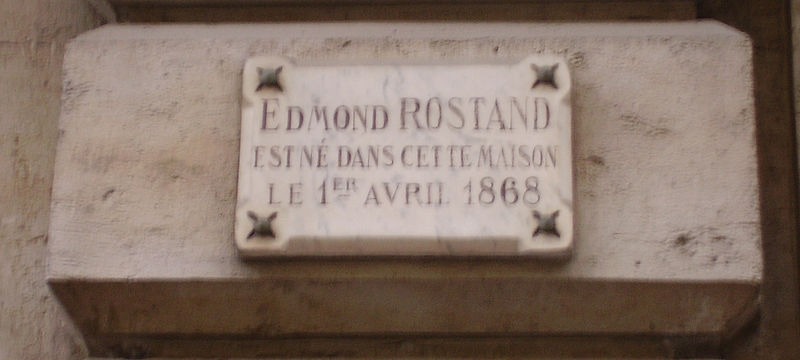 EDMOND ROSTAND
EST NÉ DANS CETTE MAISON
LE 1ER AVRIL 1868